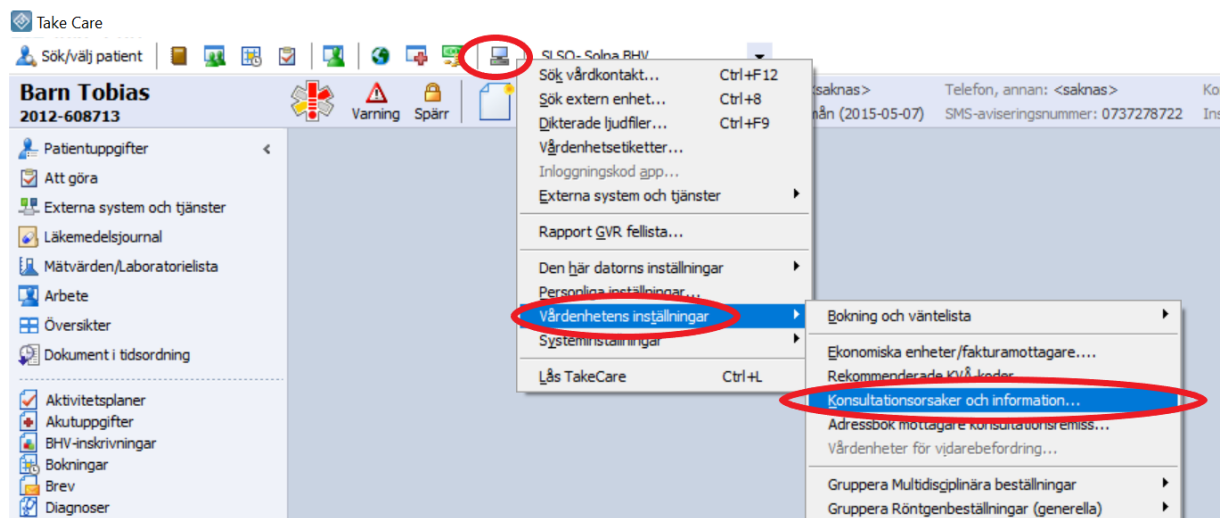 Take Care
Sök/välj patient
SLSO- Solna BHV
Barn Tobias
2012-608713
Varning
Spärr
<saknas>
Telefon, annan: <saknas>
Ko
mån (2015-05-07)
SMS-aviseringsnummer: 0737278722
Ins
Patientuppgifter
Att göra
Externa system och tjänster
Läkemedelsjournal
Mätvärden/Laboratorielista
Arbete
Översikter
Dokument i tidsordning
Aktivitetsplaner
Akutuppgifter
BHV-inskrivningar
Bokningar
Brev
Diagnoser
Sök vårdkontakt... Ctrl+F12
Sök extern enhet... Ctrl+8
Dikterade ljudfiler... Ctrl+F9
Vårdenhetsetiketter...
Inloggningskod app...
Externa system och tjänster
Rapport GVR fellista...
Den här datorns inställningar
Personliga inställningar...
Vårdenhetens inställningar
Systeminställningar
Lås TakeCare Ctrl+L
Bokning och väntelista
Ekonomiska enheter/fakturamottagare....
Rekommenderade KVÅ-koder
Konsultationsorsaker och information...
Adressbok mottagare konsultationsremiss...
Vårdenheter för vidarebefordring...
Gruppera Multidisciplinära beställningar
Gruppera Röntgenbeställningar (generella)